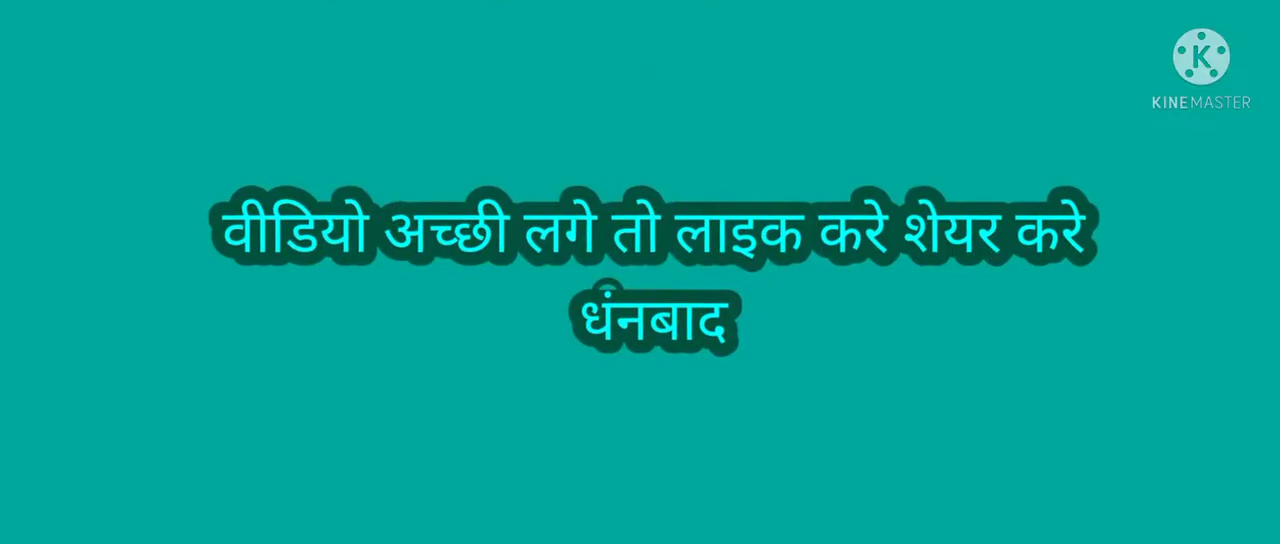 KINEMASTER
वीडियो अच्छी लगे तो लाइक करे शेयर करे
धंनबाद